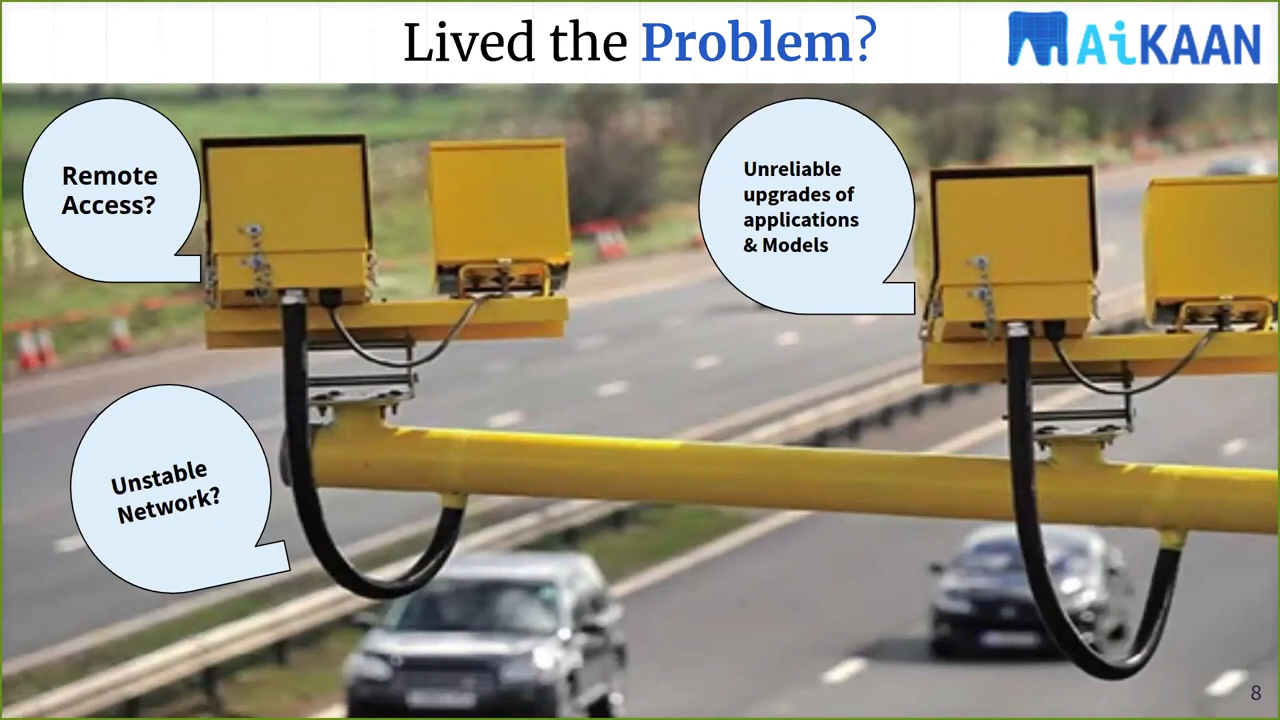 Lived the Problem?
AiKAAN
Remote
Access?
Unreliable
upgrades of
applications
& Models
Unstable
Network?
8